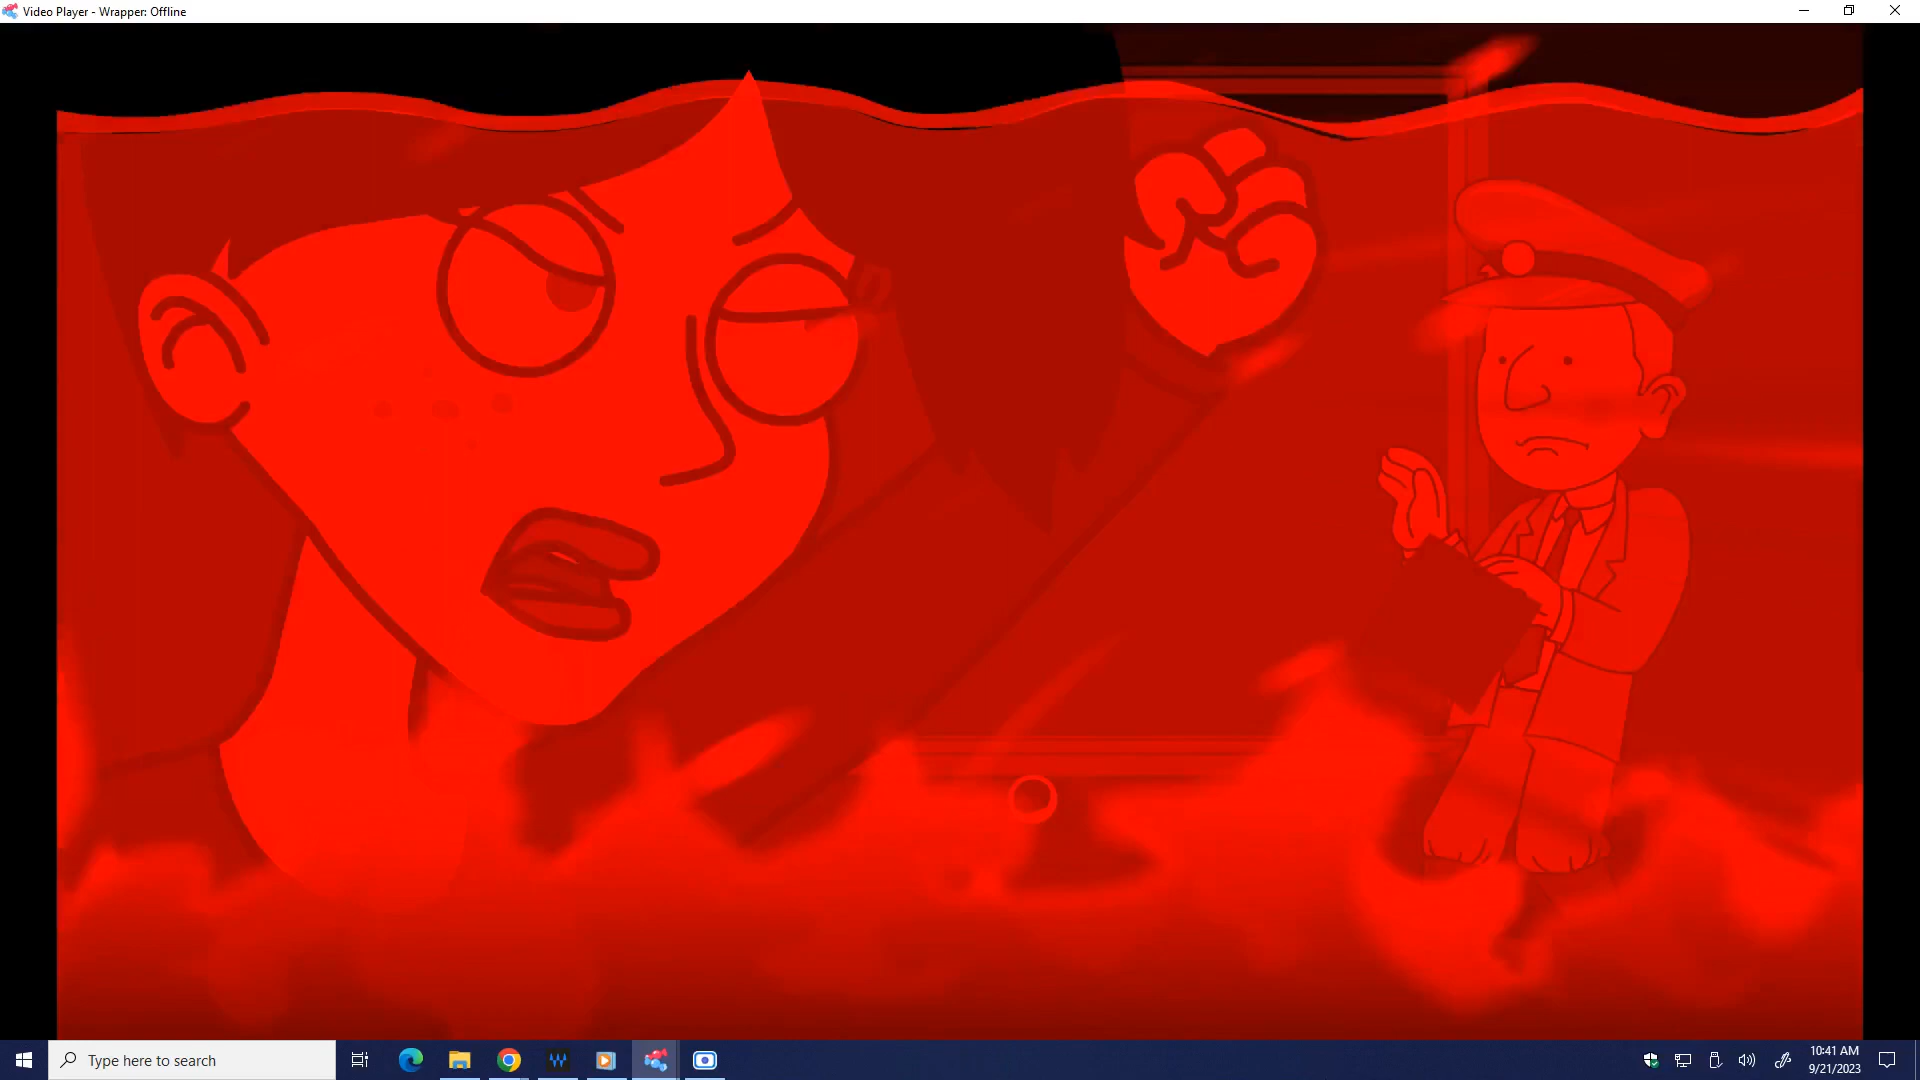 Video Player - Wrapper: Offline
Type here to search
10:41 AM
9/21/2023